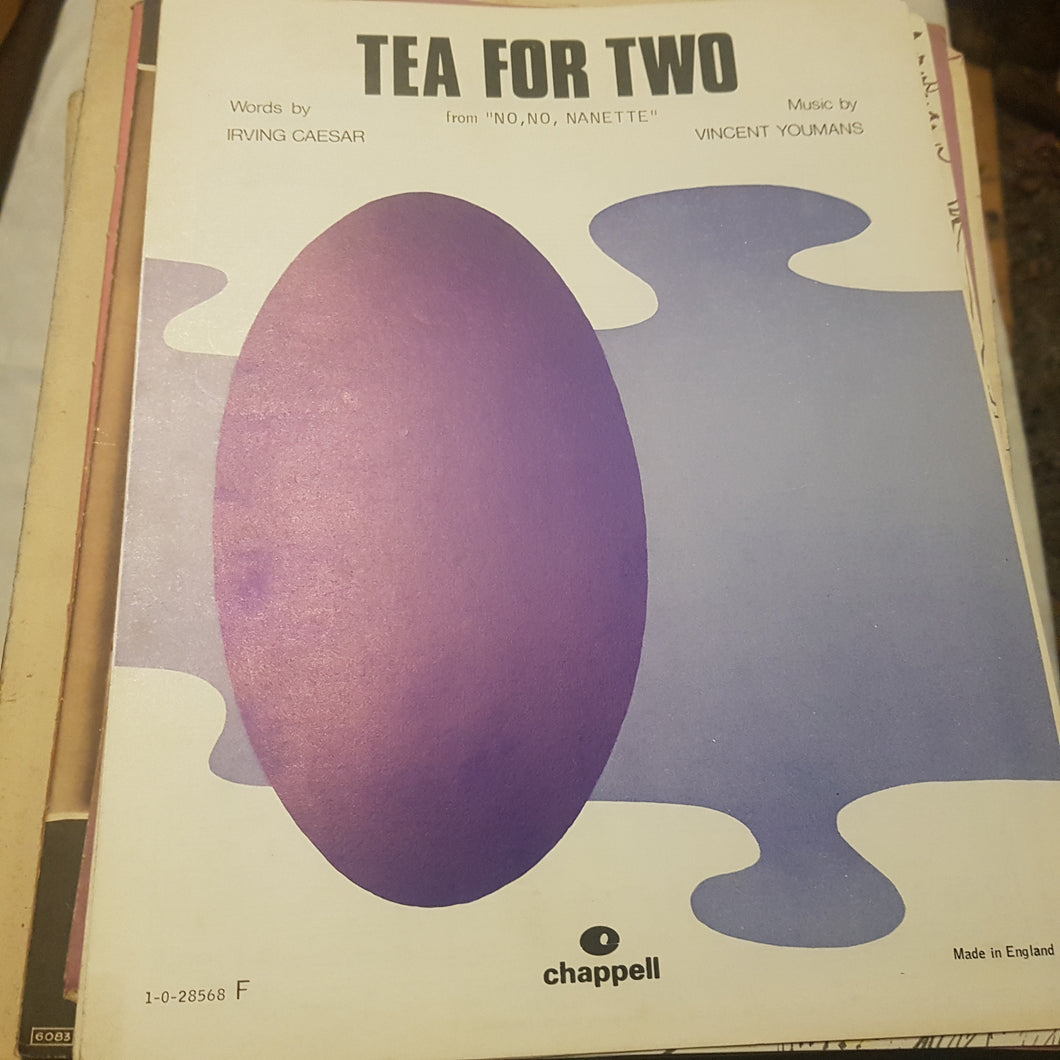 TEA FOR TWO
from "NO,NO, NANETTE"
Words by
IRVING CAESAR
Music by
VINCENT YOUMANS
chappell
Made in England
1-0-28568 F
6083